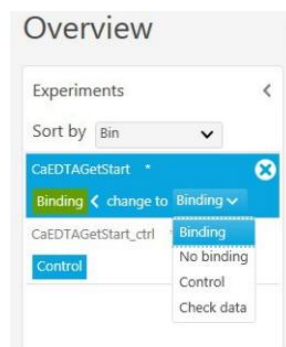 Overview
Experiments
Sort by Bin
CaEDTAGetStart *
Binding change to Binding
CaEDTAGetStart_ctrl
Binding
No binding
Control
Control
Check data